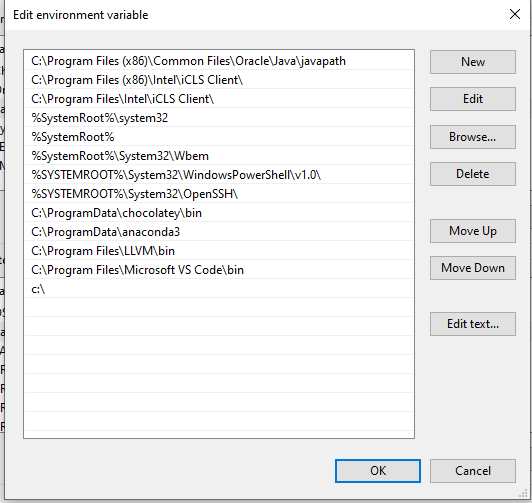 Edit environment variable
C:\Program Files (x86)\Common Files\Oracle\Java\javapath
C:\Program Files (x86)\Intel\iCLS Client\
C:\Program Files\Intel\iCLS Client\
%SystemRoot%\system32
%SystemRoot%
%SystemRoot%\System32\Wbem
%SYSTEMROOT%\System32\WindowsPowerShell\v1.0\
%SYSTEMROOT%\System32\OpenSSH\
C:\ProgramData\chocolatey\bin
C:\ProgramData\anaconda3
C:\Program Files\LLVM\bin
C:\Program Files\Microsoft VS Code\bin
c:\
New
Edit
Browse...
Delete
Move Up
Move Down
Edit text...
OK
Cancel